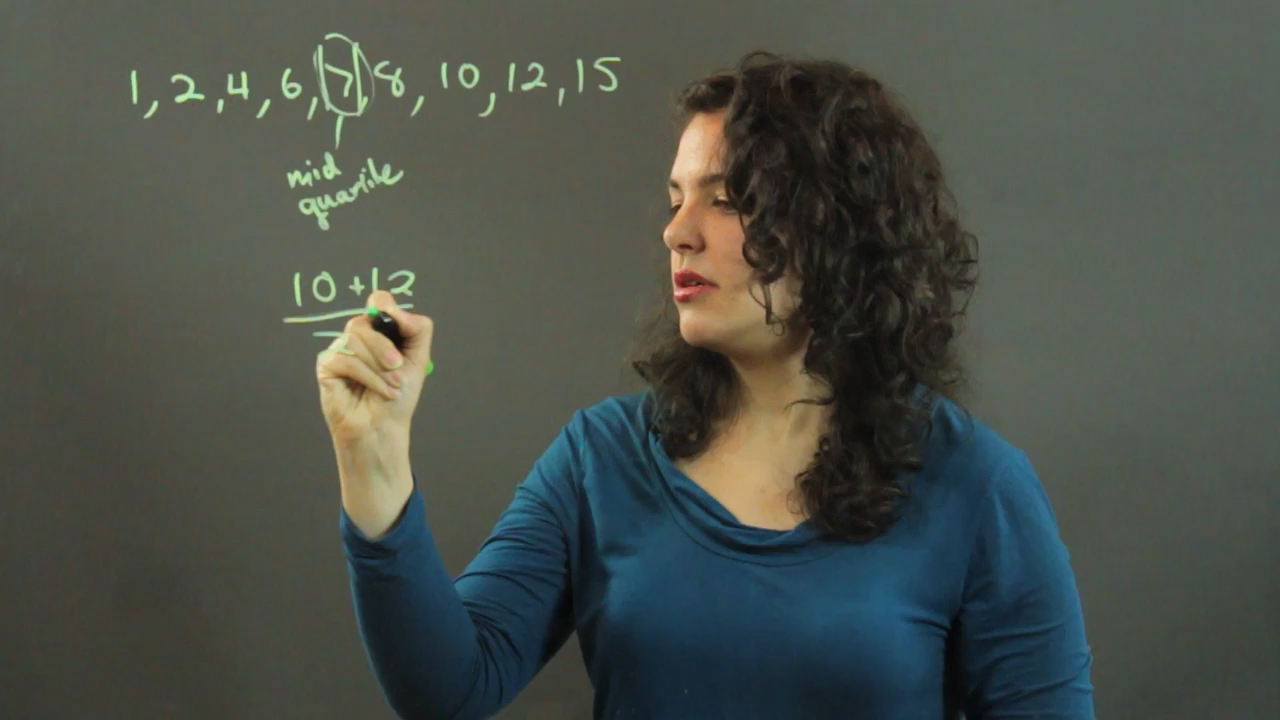 1, 2, 4, 6, 7, 8, 10, 12, 15
mid
quartile
10 + 12